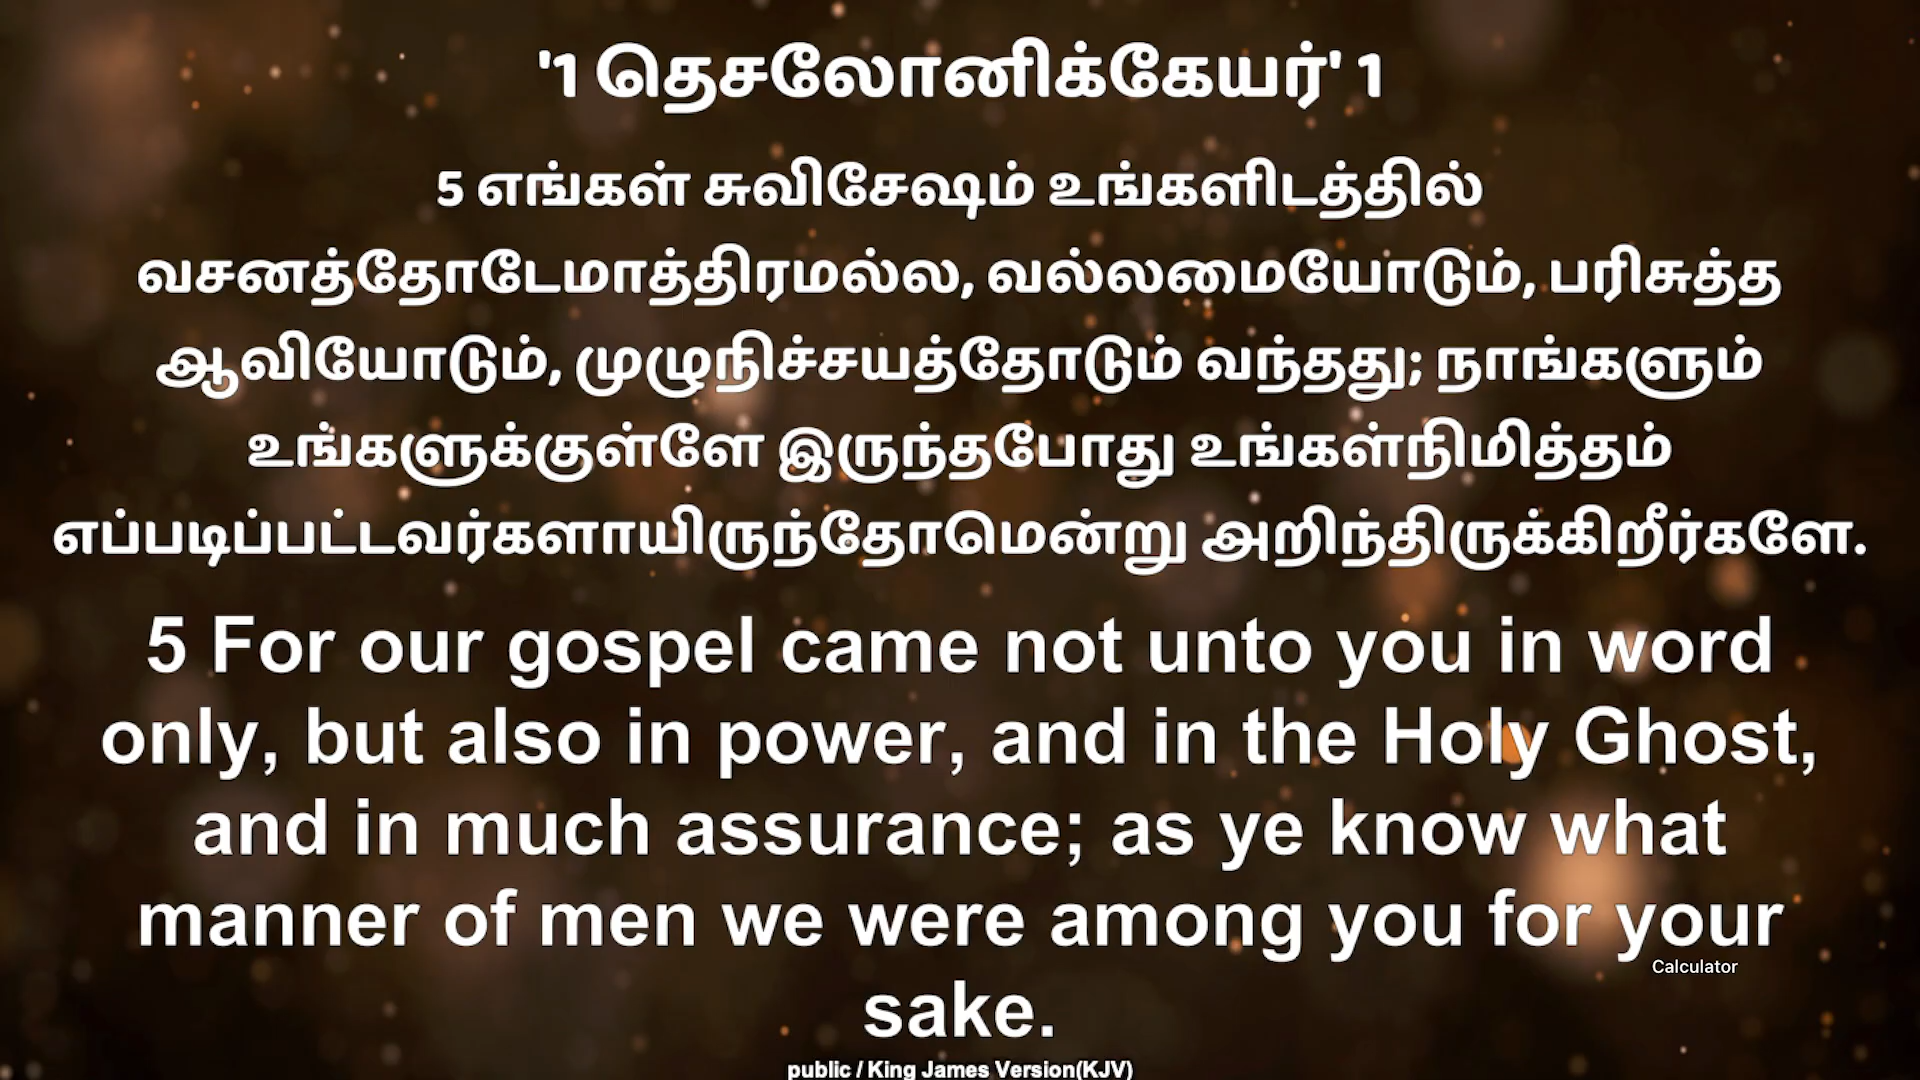 '1 தெசலோனிக்கேயர்' 1
5 எங்கள் சுவிசேஷம் உங்களிடத்தில்
வசனத்தோடேமாத்திரமல்ல, வல்லமையோடும், பரிசுத்த
ஆவியோடும், முழுநிச்சயத்தோடும் வந்தது; நாங்களும்
உங்களுக்குள்ளே இருந்தபோது உங்கள்நிமித்தம்
எப்படிப்பட்டவர்களாயிருந்தோமென்று அறிந்திருக்கிறீர்களே.
5 For our gospel came not unto you in word
only, but also in power, and in the Holy Ghost,
and in much assurance; as ye know what
manner of men we were among you for your
Calculator
sake.
public / King James Version(KJV)